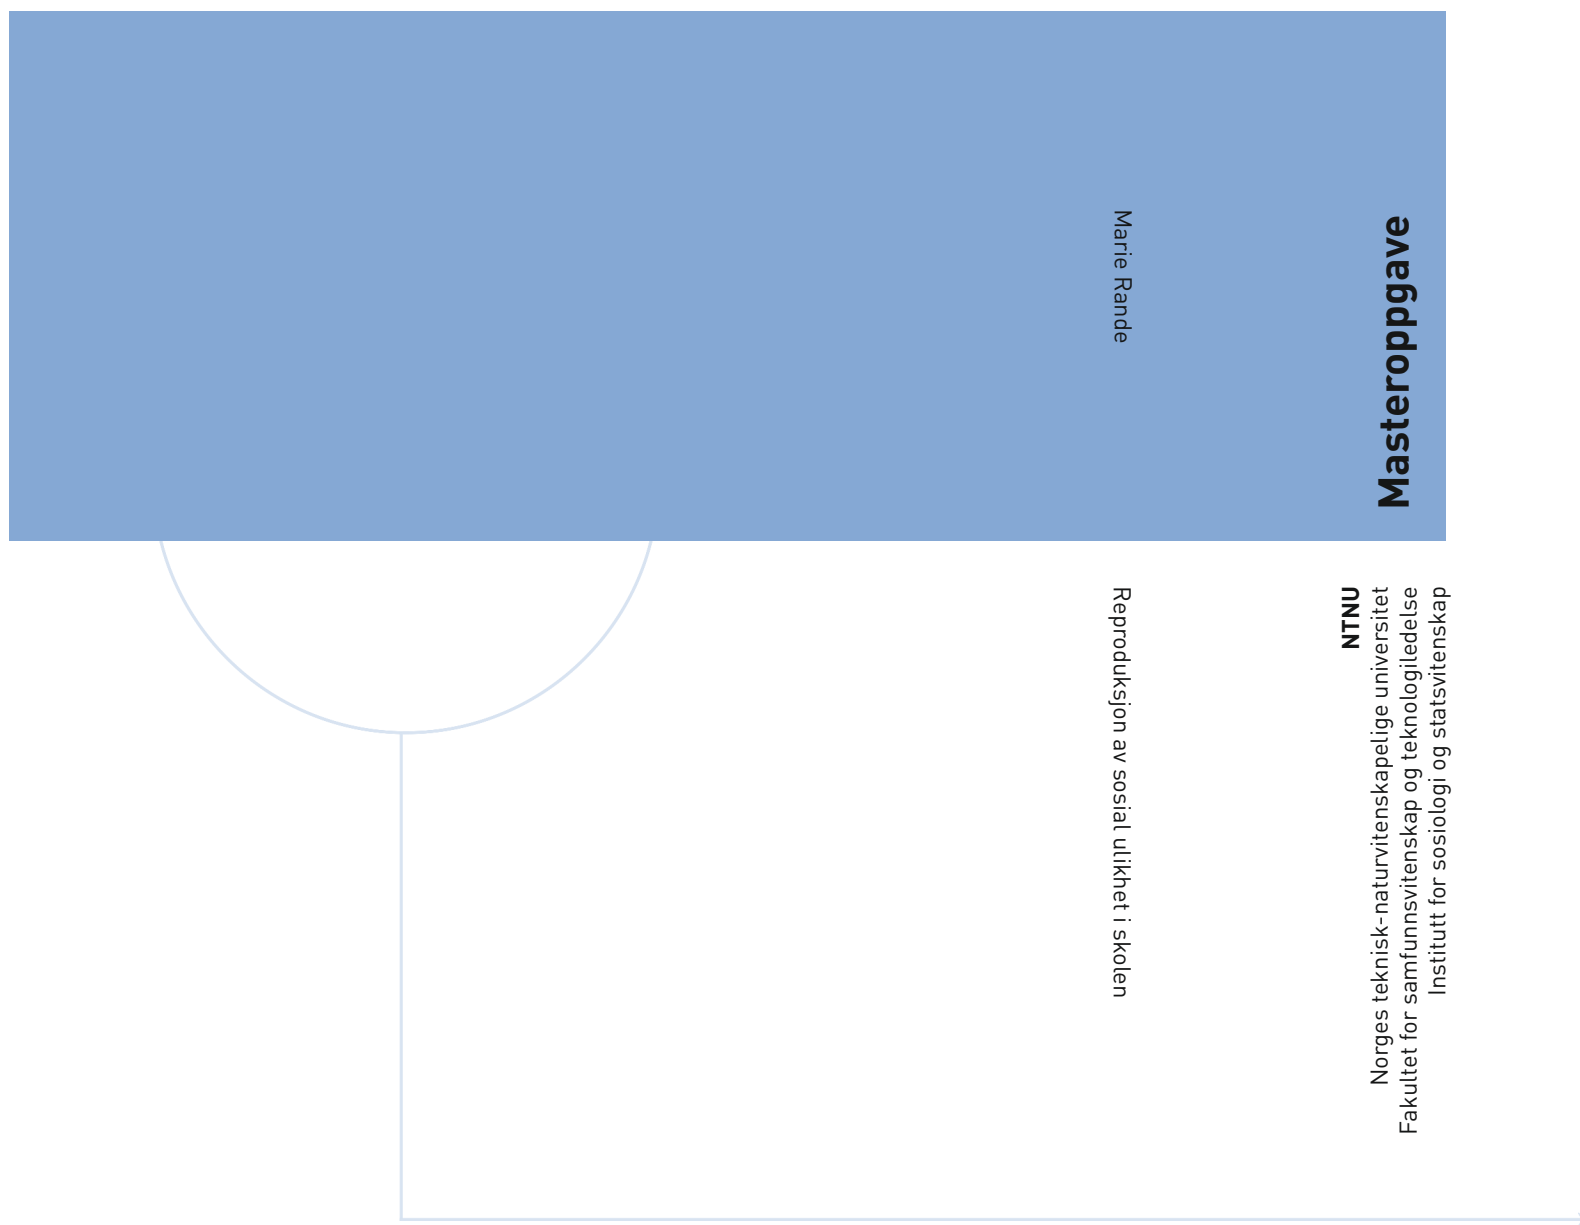 Masteroppgave
NTNU
Norges teknisk-naturvitenskapelige universitet
Fakultet for samfunnsvitenskap og teknologiledelse
Institutt for sosiologi og statsvitenskap
Marie Rande
Reproduksjon av sosial ulikhet i skolen